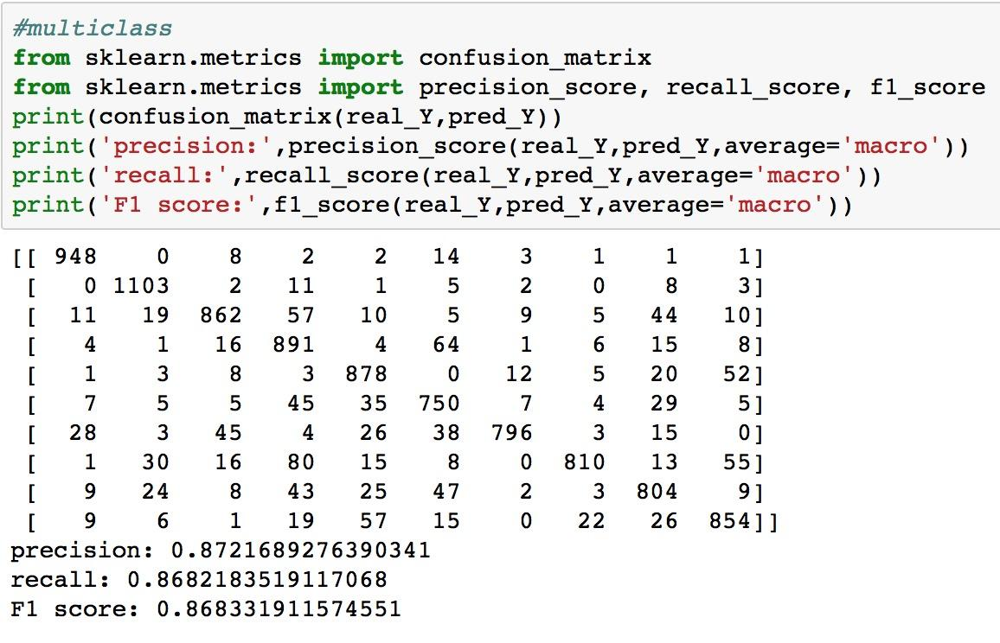 #multiclass
from sklearn.metrics import confusion_matrix
from sklearn.metrics import precision_score, recall_score, f1_score
print(confusion_matrix(real_Y,pred_Y))
print('precision:',precision_score(real_Y,pred_Y,average='macro'))
print('recall:',recall_score(real_Y,pred_Y,average='macro'))
print('F1 score:',f1_score(real_Y,pred_Y,average='macro'))
[[ 948    0    8    2    2   14    3    1    1    1]
 [   0 1103    2   11    1    5    2    0    8    3]
 [  11   19  862   57   10    5    9    5   44   10]
 [   4    1   16  891    4   64    1    6   15    8]
 [   1    3    8    3  878    0   12    5   20   52]
 [   7    5    5   45   35  750    7    4   29    5]
 [  28    3   45    4   26   38  796    3   15    0]
 [   1   30   16   80   15    8    0  810   13   55]
 [   9   24    8   43   25   47    2    3  804    9]
 [   9    6    1   19   57   15    0   22   26  854]]
precision: 0.8721689276390341
recall: 0.8682183519117068
F1 score: 0.868331911574551